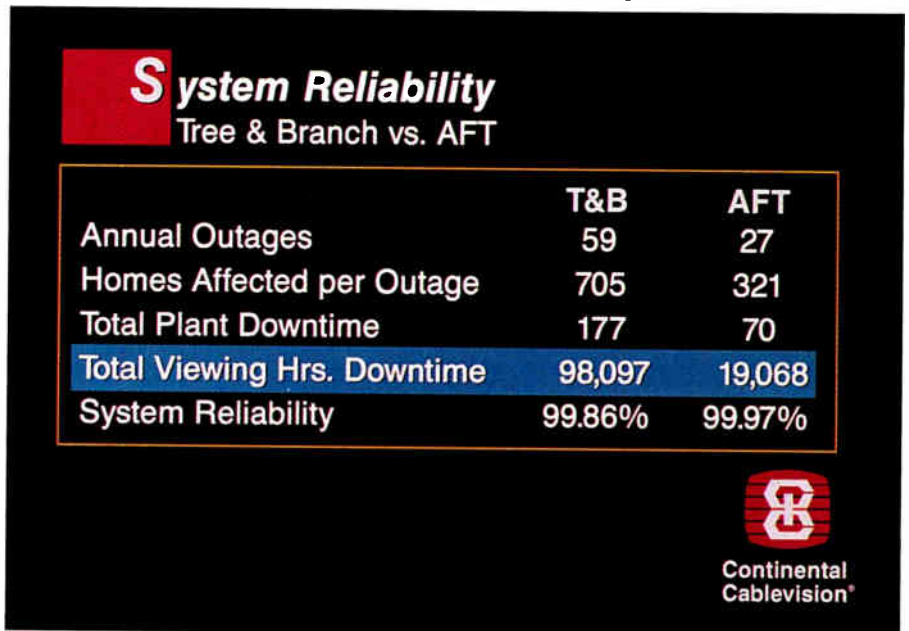 System Reliability
Tree & Branch vs. AFT
T&B AFT
Annual Outages 59 27
Homes Affected per Outage 705 321
Total Plant Downtime 177 70
Total Viewing Hrs. Downtime 98,097 19,068
System Reliability 99.86% 99.97%
Continental
Cablevision®